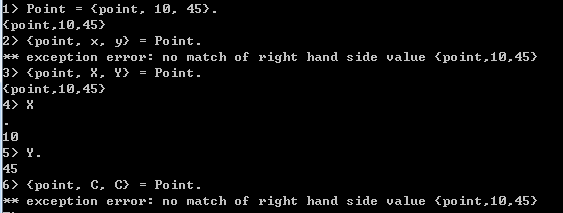 1> Point = {point, 10, 45}.
{point,10,45}
2> {point, x, y} = Point.
** exception error: no match of right hand side value {point,10,45}
3> {point, X, Y} = Point.
{point,10,45}
4> X
.
10
5> Y.
45
6> {point, C, C} = Point.
** exception error: no match of right hand side value {point,10,45}